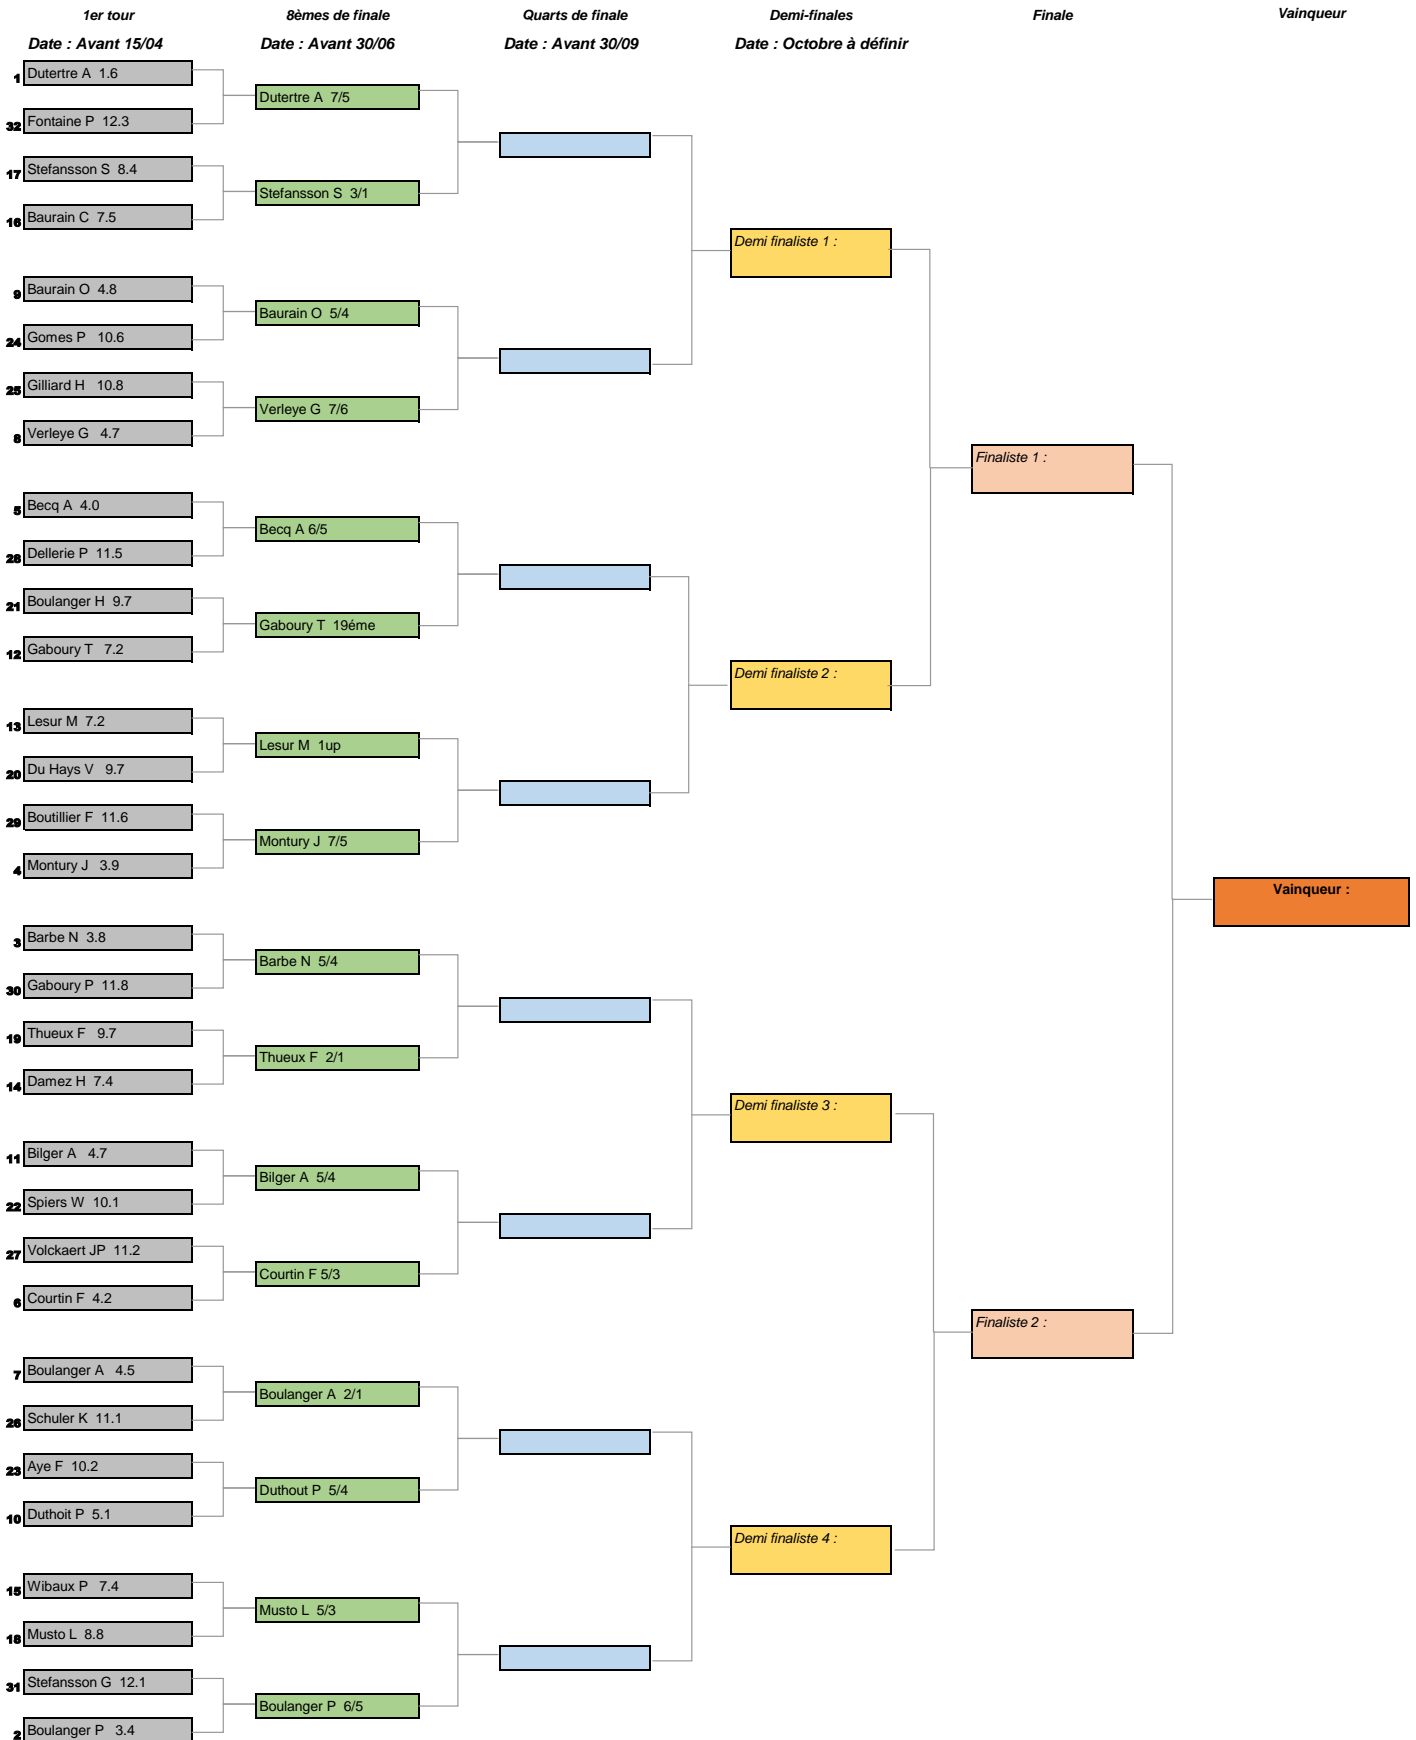 1er tour
8èmes de finale
Quarts de finale
Demi-finales
Finale
Vainqueur
Date : Avant 15/04
Date : Avant 30/06
Date : Avant 30/09
Date : Octobre à définir
1 Dutertre A 1.6
Dutertre A 7/5
32 Fontaine P 12.3
17 Stefansson S 8.4
Stefansson S 3/1
16 Baurain C 7.5
Demi finaliste 1 :
9 Baurain O 4.8
Baurain O 5/4
24 Gomes P 10.6
25 Gilliard H 10.8
Verleye G 7/6
8 Verleye G 4.7
Finaliste 1 :
5 Becq A 4.0
Becq A 6/5
28 Dellerie P 11.5
21 Boulanger H 9.7
Gaboury T 19éme
12 Gaboury T 7.2
Demi finaliste 2 :
13 Lesur M 7.2
Lesur M 1up
20 Du Hays V 9.7
29 Boutillier F 11.6
Montury J 7/5
4 Montury J 3.9
Vainqueur :
3 Barbe N 3.8
Barbe N 5/4
30 Gaboury P 11.8
19 Thueux F 9.7
Thueux F 2/1
14 Damez H 7.4
Demi finaliste 3 :
11 Bilger A 4.7
Bilger A 5/4
22 Spiers W 10.1
27 Volckaert JP 11.2
Courtin F 5/3
6 Courtin F 4.2
Finaliste 2 :
7 Boulanger A 4.5
Boulanger A 2/1
26 Schuler K 11.1
23 Aye F 10.2
Duthout P 5/4
10 Duthoit P 5.1
Demi finaliste 4 :
15 Wibaux P 7.4
Musto L 5/3
18 Musto L 8.8
31 Stefansson G 12.1
Boulanger P 6/5
2 Boulanger P 3.4